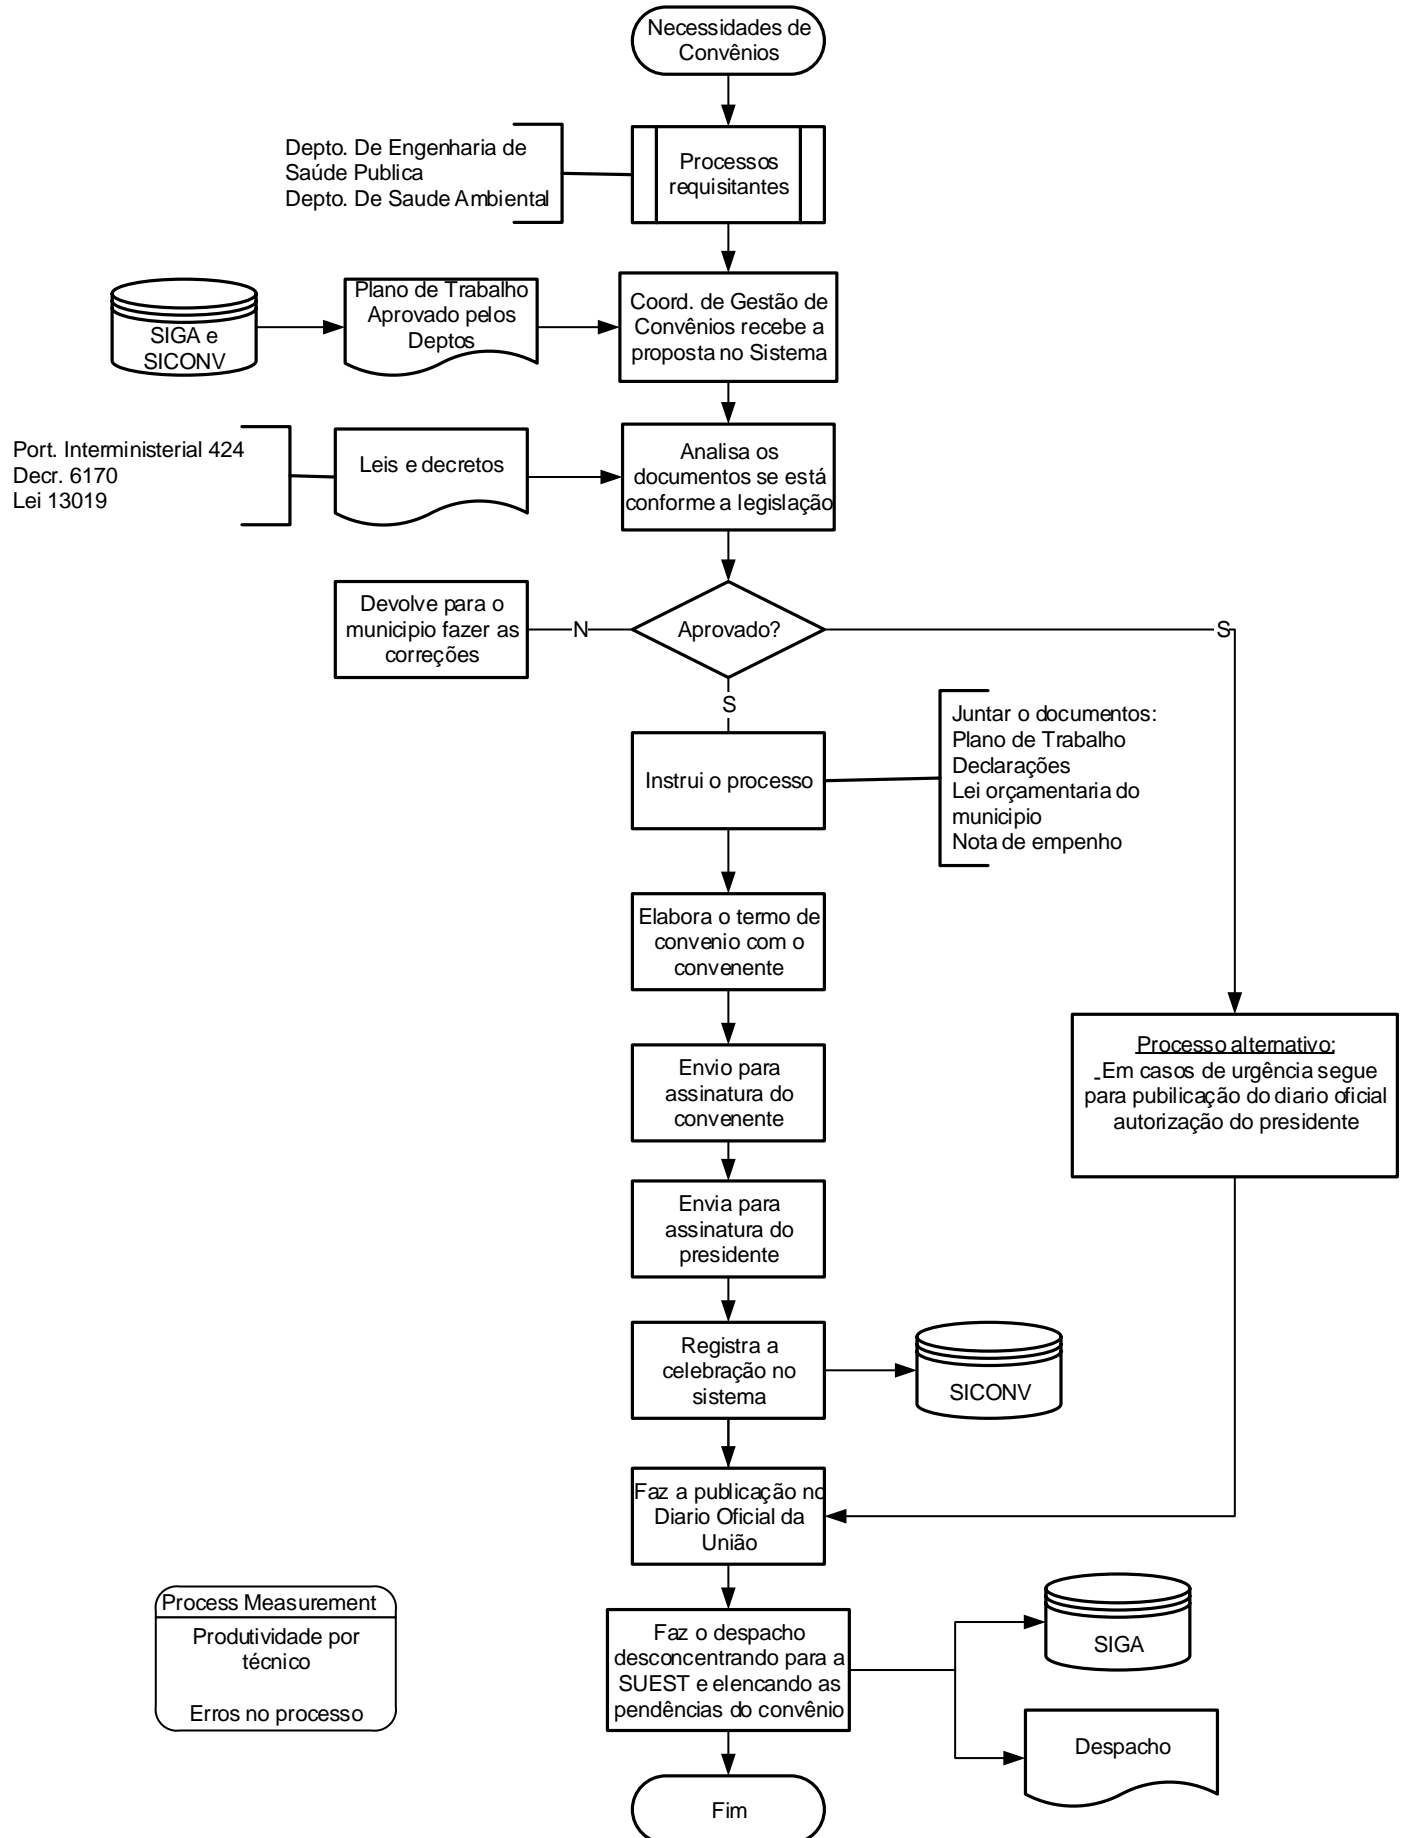 Necessidades de
Convênios
Depto. De Engenharia de
Saúde Publica
Depto. De Saude Ambiental
Processos
requisitantes
SIGA e
SICONV
Plano de Trabalho
Aprovado pelos
Deptos
Coord. de Gestão de
Convênios recebe a
proposta no Sistema
Port. Interministerial 424
Decr. 6170
Lei 13019
Leis e decretos
Analisa os
documentos se está
conforme a legislação
Devolve para o
municipio fazer as
correções
N
Aprovado?
S
S
Instrui o processo
Juntar o documentos:
Plano de Trabalho
Declarações
Lei orçamentaria do
municipio
Nota de empenho
Elabora o termo de
convenio com o
convenente
Processo alternativo:
-Em casos de urgência segue
para pubilicação do diario oficial
autorização do presidente
Envio para
assinatura do
convenente
Envia para
assinatura do
presidente
Registra a
celebração no
sistema
SICONV
Faz a publicação no
Diario Oficial da
União
Process Measurement
Produtividade por
técnico
Erros no processo
Faz o despacho
desconcentrando para a
SUEST e elencando as
pendências do convênio
SIGA
Despacho
Fim